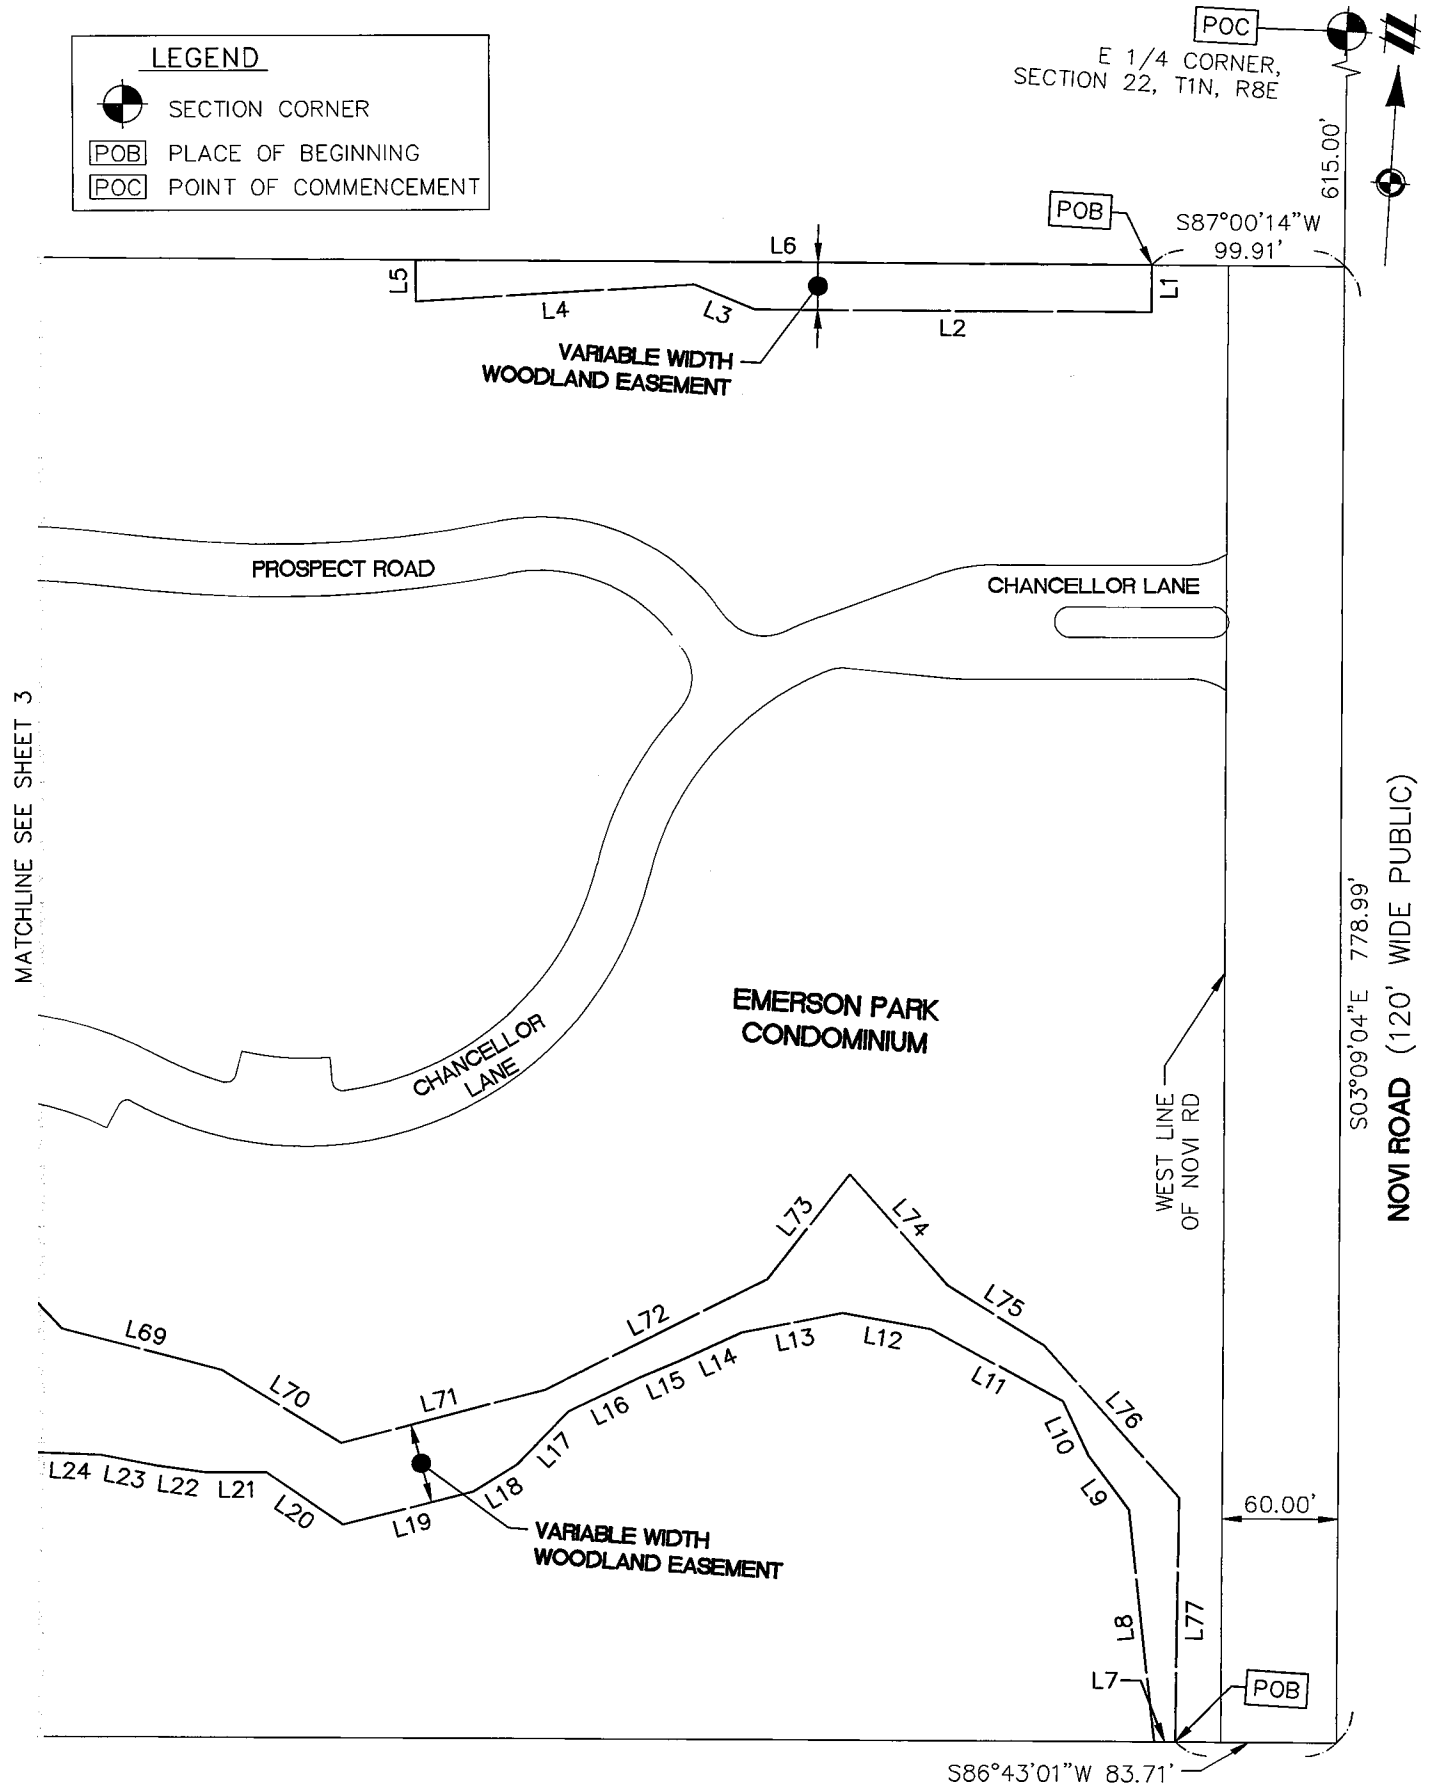 POC
E 1/4 CORNER,
SECTION 22, T1N, R8E
LEGEND
SECTION CORNER
POB PLACE OF BEGINNING
POC POINT OF COMMENCEMENT
615.00'
POB
S87°00'14"W
99.91'
L6
L5
L4
L3
L2
L1
VARIABLE WIDTH
WOODLAND EASEMENT
PROSPECT ROAD
CHANCELLOR LANE
MATCHLINE SEE SHEET 3
EMERSON PARK
CONDOMINIUM
CHANCELLOR
LANE
WEST LINE
OF NOVI RD
S03°09'04"E 778.99'
NOVI ROAD (120' WIDE PUBLIC)
L73
L74
L69
L70
L71
L72
L75
L76
L13
L12
L11
L14
L15
L16
L17
L18
L10
L9
L24
L23
L22
L21
L20
L19
60.00'
VARIABLE WIDTH
WOODLAND EASEMENT
L8
L77
L7
POB
S86°43'01"W 83.71'